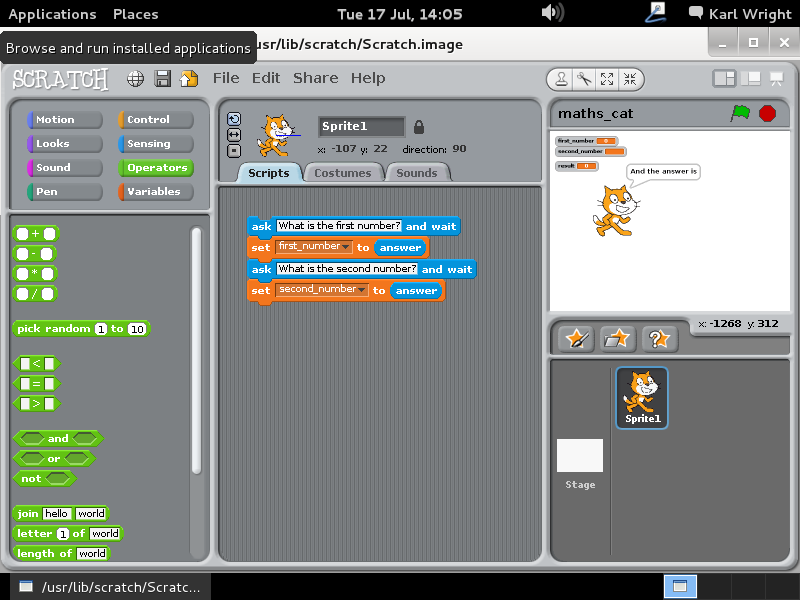 Applications Places Tue 17 Jul, 14:05 Karl Wright
Browse and run installed applications
usr/lib/scratch/Scratch.image
SCRATCH File Edit Share Help
Motion Control
Looks Sensing
Sound Operators
Pen Variables
Sprite1
x: -107 y: 22 direction: 90
Scripts Costumes Sounds
maths_cat
+
-
*
/
pick random 1 to 10
<
=
>
and
or
not
join hello world
letter 1 of world
length of world
ask What is the first number? and wait
set first_number to answer
ask What is the second number? and wait
set second_number to answer
first_number 0
second_number
result 0
And the answer is
x: -1268 y: 312
Sprite1
Stage
/usr/lib/scratch/Scratc...